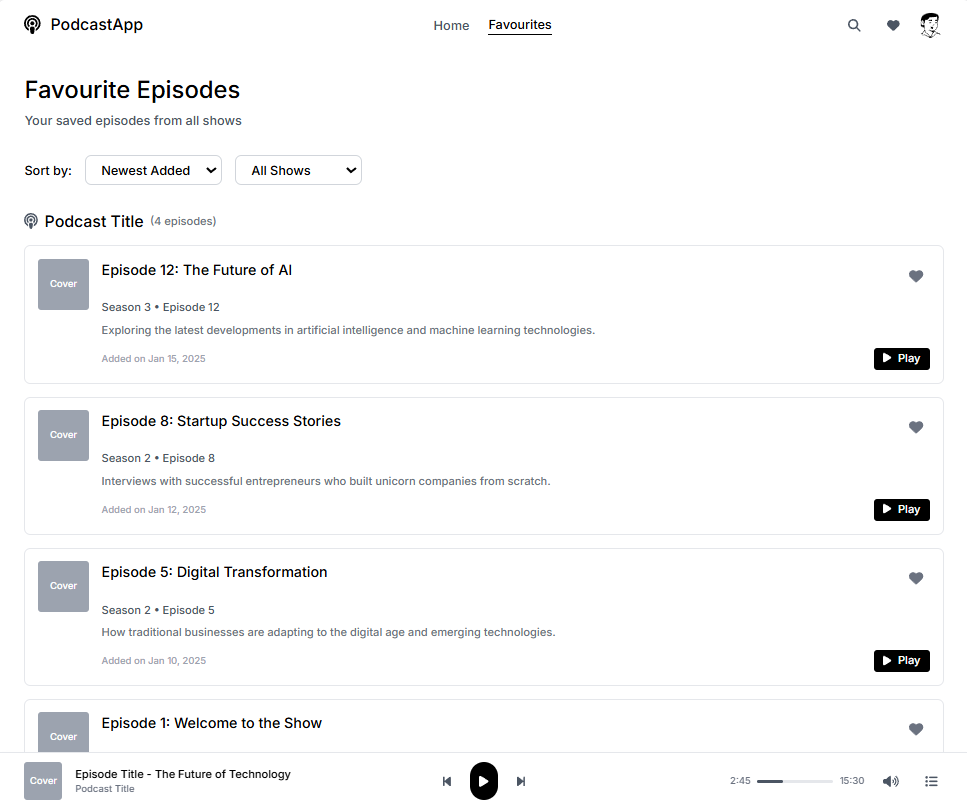 PodcastApp
Home Favourites
Favourite Episodes
Your saved episodes from all shows
Sort by: Newest Added All Shows
Podcast Title (4 episodes)
Cover
Episode 12: The Future of AI
Season 3 • Episode 12
Exploring the latest developments in artificial intelligence and machine learning technologies.
Added on Jan 15, 2025
Play
Cover
Episode 8: Startup Success Stories
Season 2 • Episode 8
Interviews with successful entrepreneurs who built unicorn companies from scratch.
Added on Jan 12, 2025
Play
Cover
Episode 5: Digital Transformation
Season 2 • Episode 5
How traditional businesses are adapting to the digital age and emerging technologies.
Added on Jan 10, 2025
Play
Cover
Episode 1: Welcome to the Show
Cover
Episode Title - The Future of Technology
Podcast Title
2:45 15:30